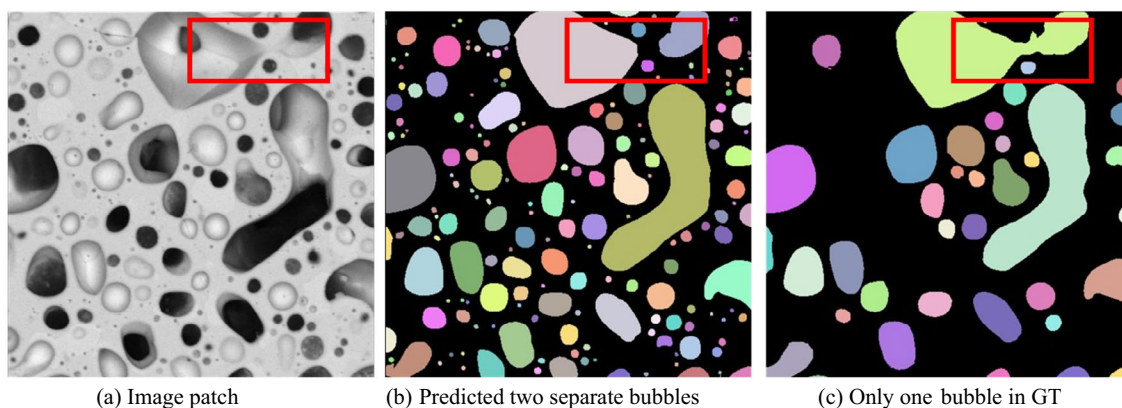 (a) Image patch
(b) Predicted two separate bubbles
(c) Only one bubble in GT